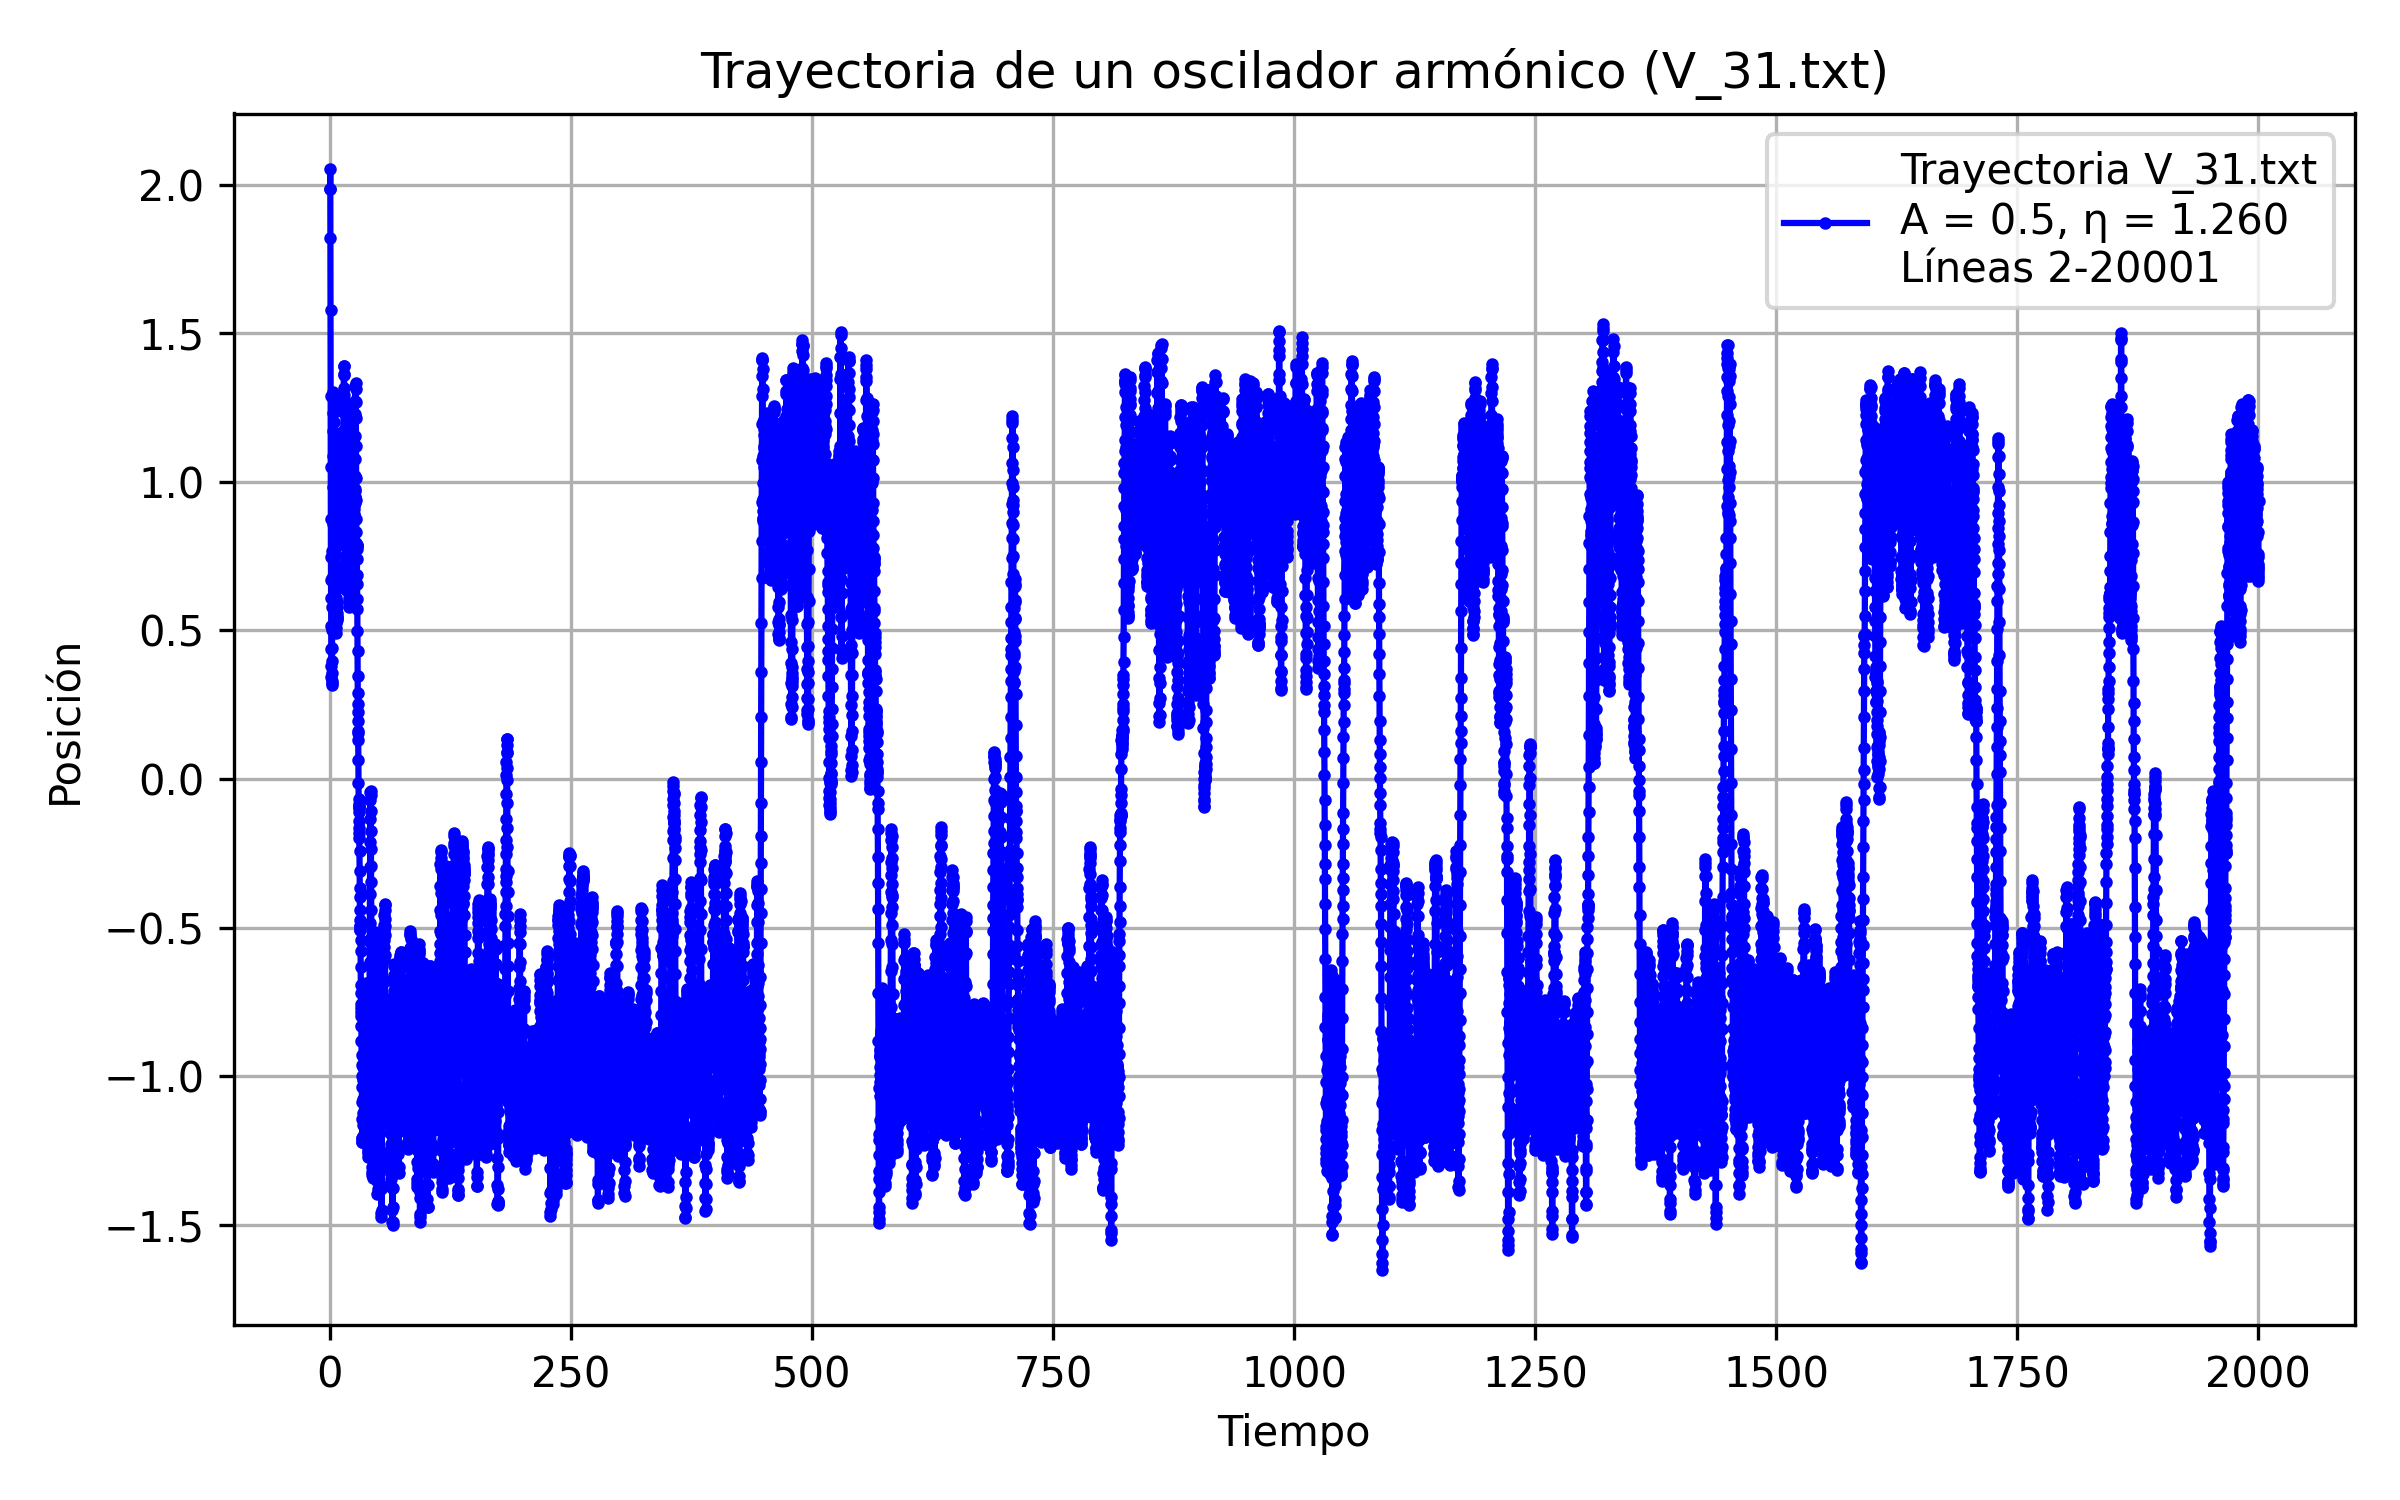 Trayectoria de un oscilador armónico (V_31.txt)
Trayectoria V_31.txt
A = 0.5, η = 1.260
Líneas 2-20001
2.0
1.5
1.0
0.5
0.0
−0.5
−1.0
−1.5
Posición
0
250
500
750
1000
1250
1500
1750
2000
Tiempo